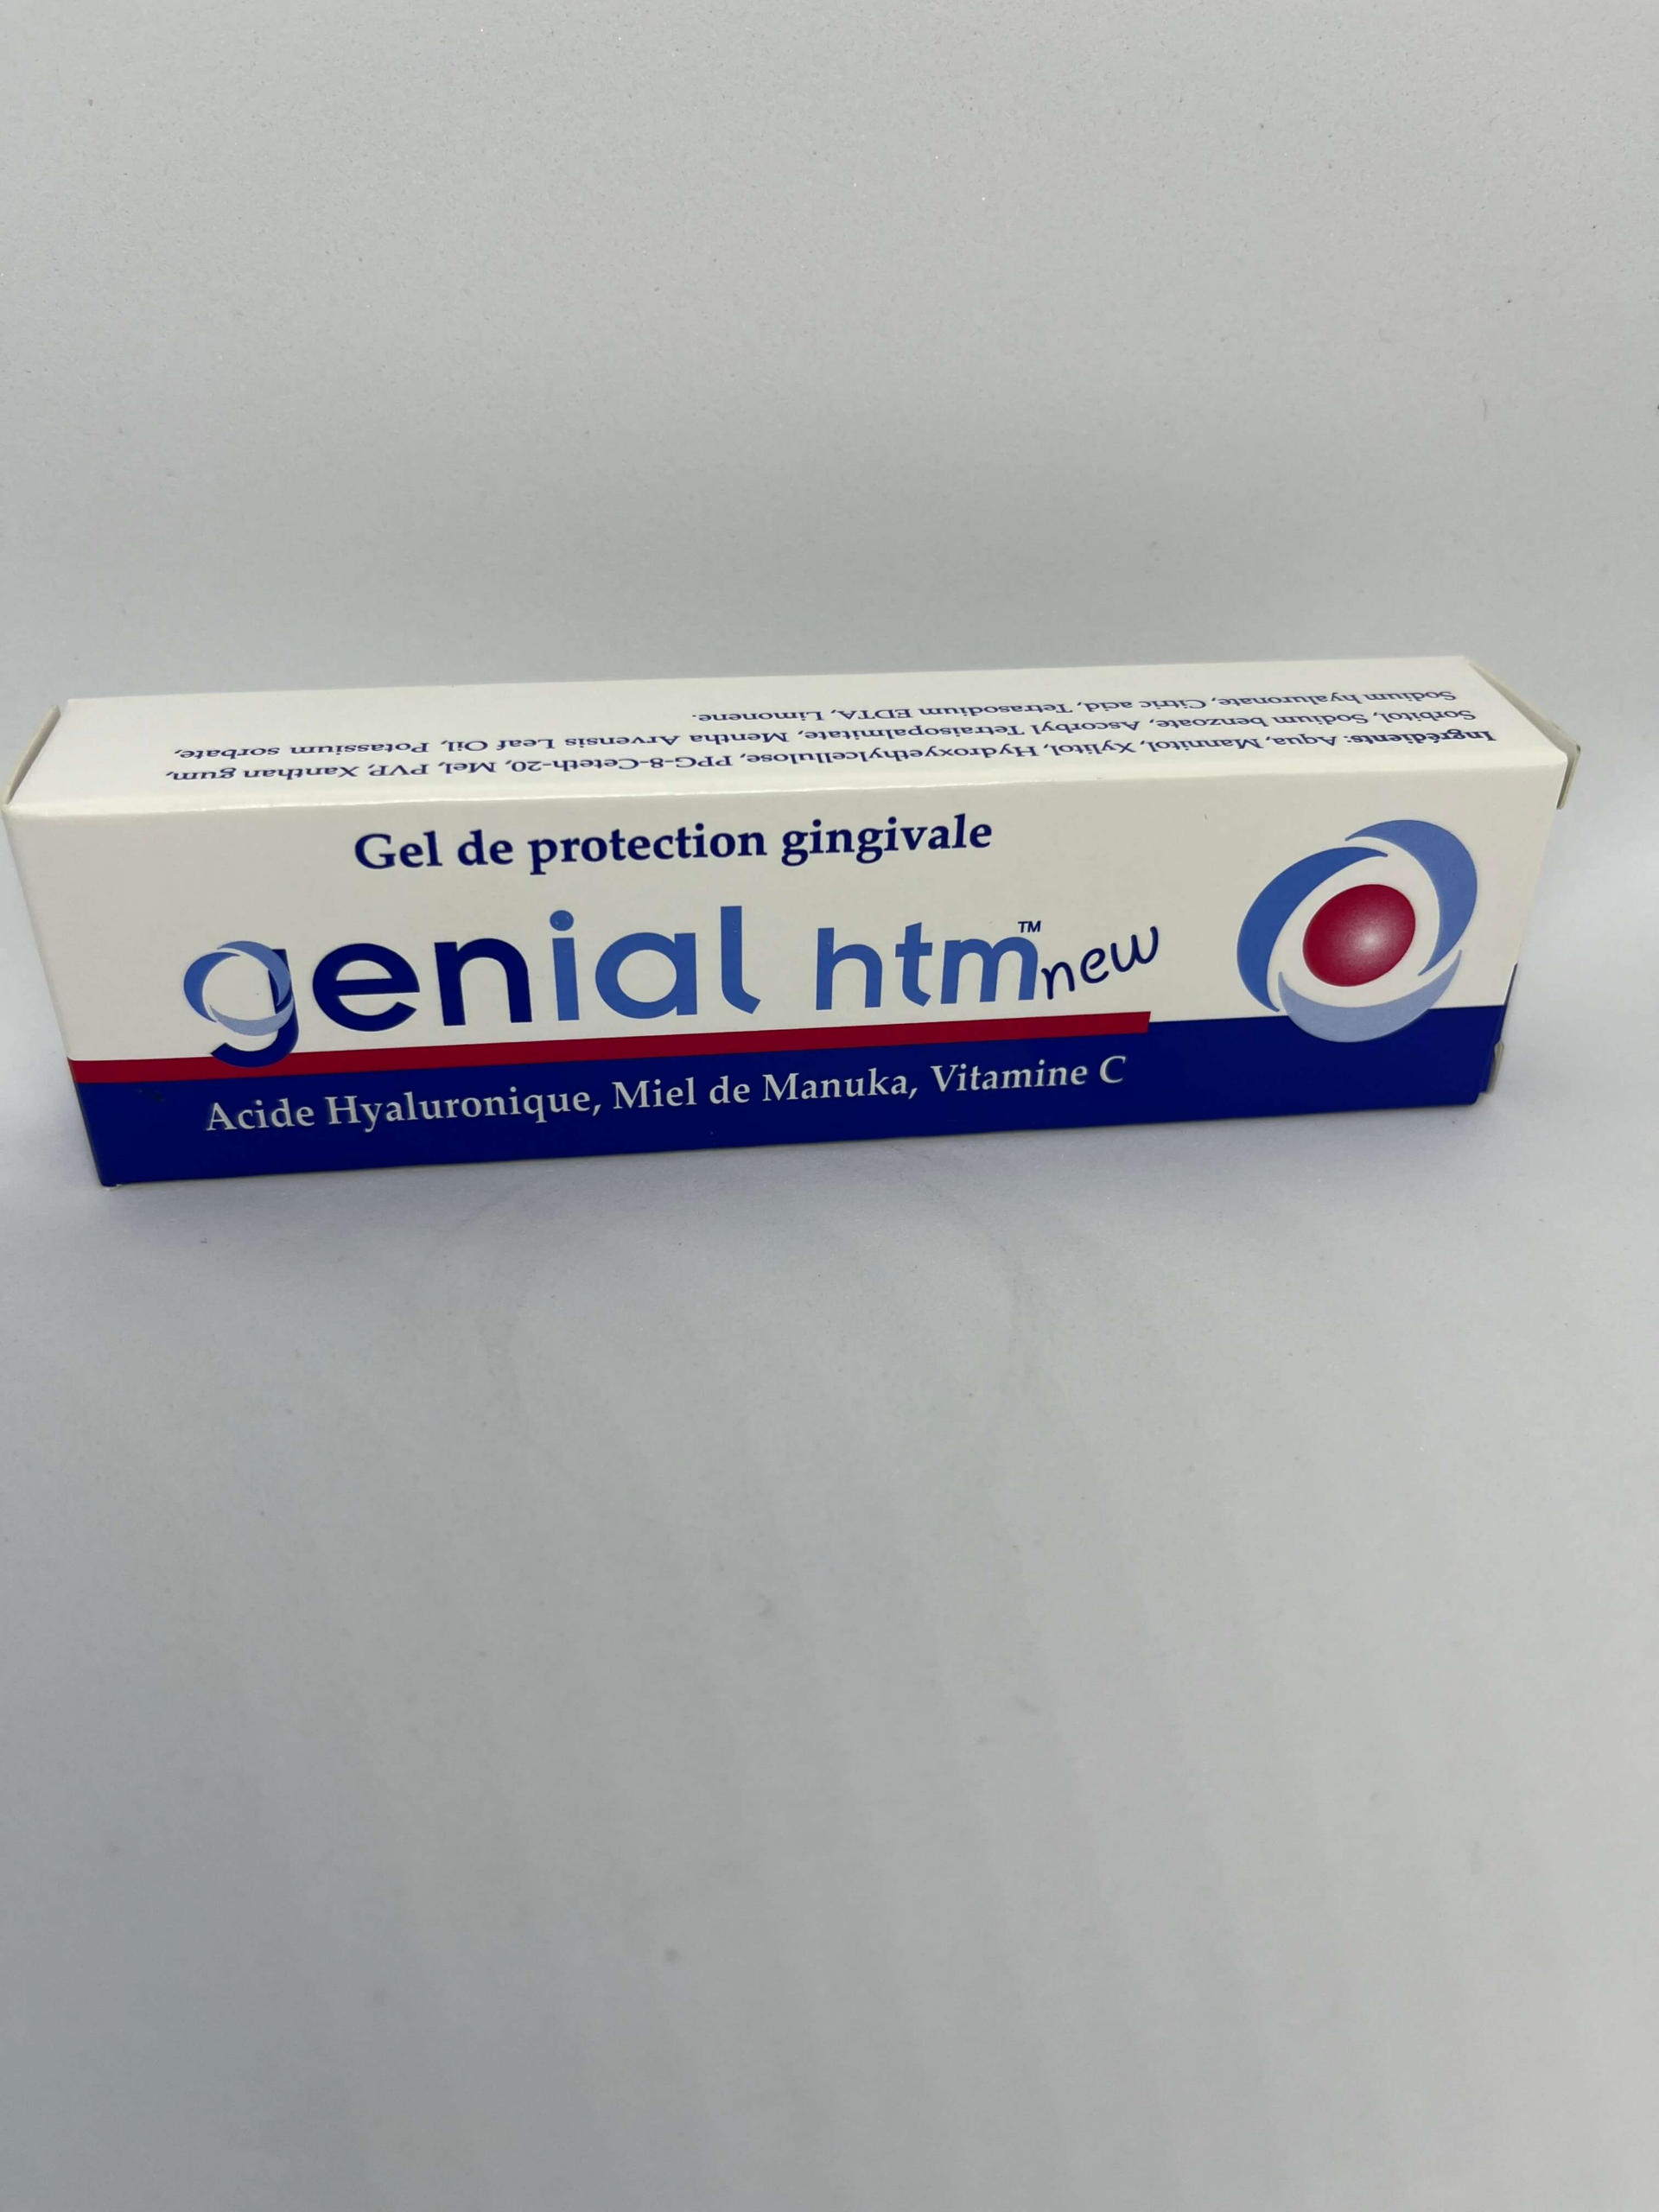 Ingrédients: Aqua, Mannitol, Xylitol, Hydroxyethylcellulose, PPG-8-Ceteth-20, Mel, PVP, Xanthan gum,
Sorbitol, Sodium benzoate, Ascorbyl Tetraisopalmitate, Mentha Arvensis Leaf Oil, Potassium sorbate,
Sodium hyaluronate, Citric acid, Tetrasodium EDTA, Limonene.
Gel de protection gingivale
genial htm™ new
Acide Hyaluronique, Miel de Manuka, Vitamine C